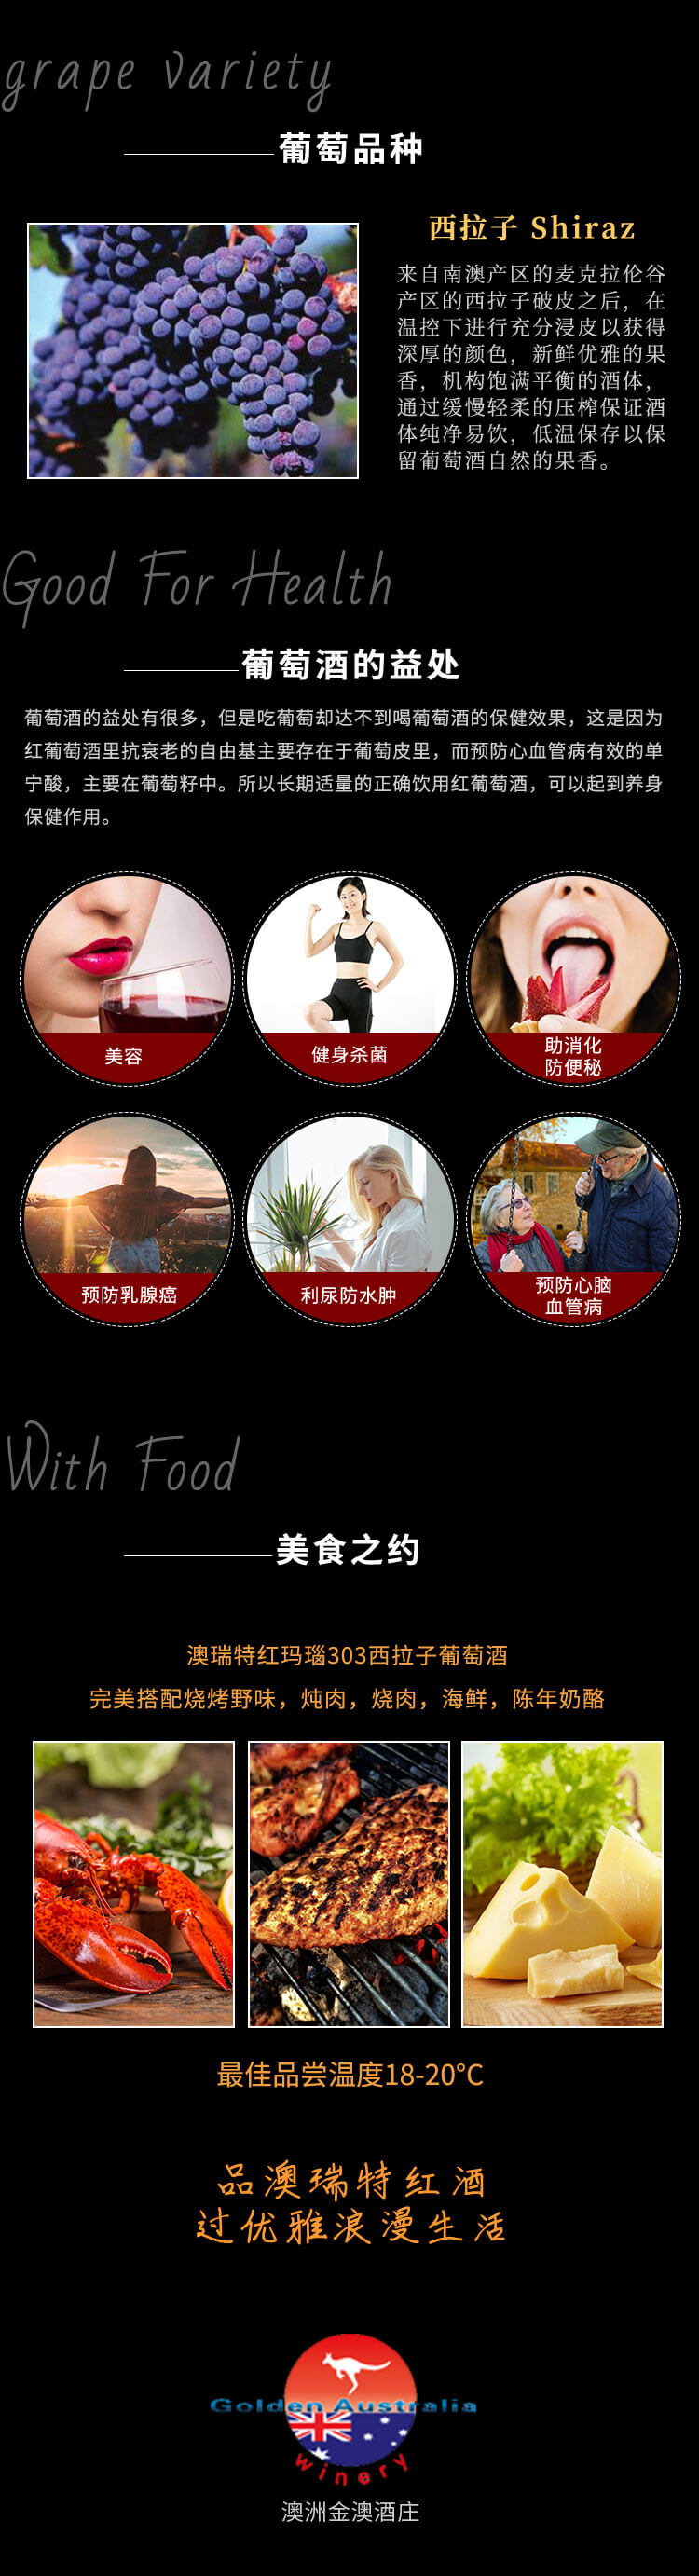 grape variety
葡萄品种
西拉子 Shiraz
来自南澳产区的麦克拉伦谷
产区的西拉子破皮之后，在
温控下进行充分浸皮以获得
深厚的颜色，新鲜优雅的果
香，机构饱满平衡的酒体，
通过缓慢轻柔的压榨保证酒
体纯净易饮，低温保存以保
留葡萄酒自然的果香。
Good For Health
葡萄酒的益处
葡萄酒的益处有很多，但是吃葡萄却达不到喝葡萄酒的保健效果，这是因为
红葡萄酒里抗衰老的自由基主要存在于葡萄皮里，而预防心血管病有效的单
宁酸，主要在葡萄籽中。所以长期适量的正确饮用红葡萄酒，可以起到养身
保健作用。
美容
健身杀菌
助消化
防便秘
预防乳腺癌
利尿防水肿
预防心脑
血管病
With Food
美食之约
澳瑞特红玛瑙303西拉子葡萄酒
完美搭配烧烤野味，炖肉，烧肉，海鲜，陈年奶酪
最佳品尝温度18-20°C
品澳瑞特红酒
过优雅浪漫生活
Golden Australia
winery
澳洲金澳酒庄